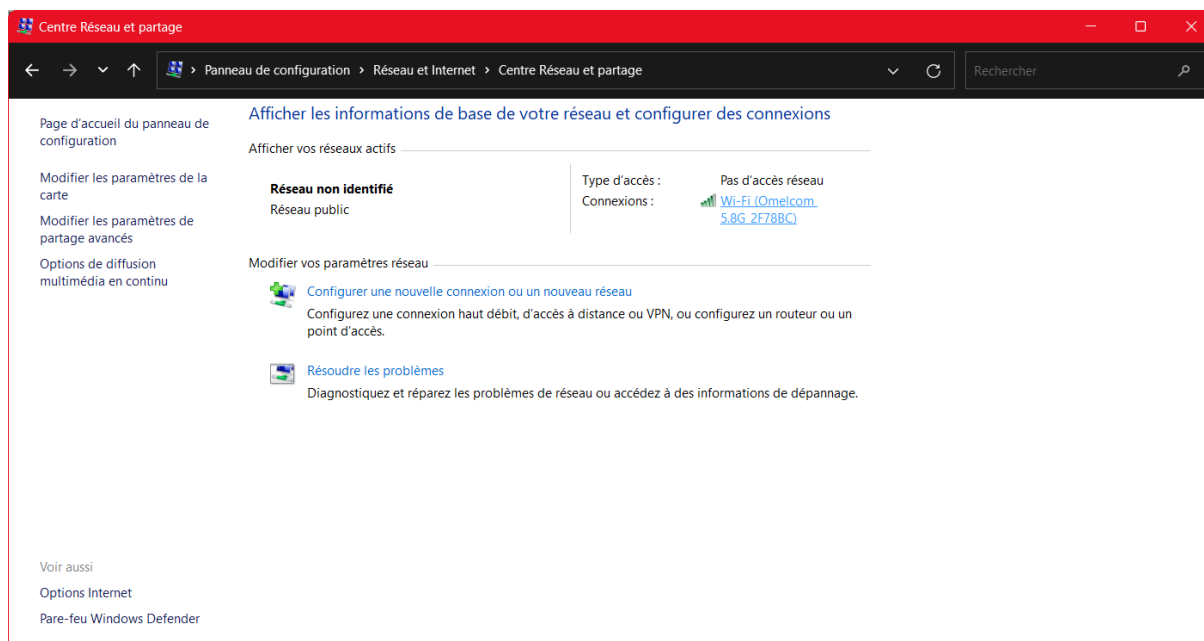 Centre Réseau et partage
Panneau de configuration > Réseau et Internet > Centre Réseau et partage
Rechercher
Page d'accueil du panneau de
configuration
Modifier les paramètres de la
carte
Modifier les paramètres de
partage avancés
Options de diffusion
multimédia en continu
Afficher les informations de base de votre réseau et configurer des connexions
Afficher vos réseaux actifs
Réseau non identifié
Réseau public
Type d'accès : Pas d'accès réseau
Connexions : Wi-Fi (Omelcom
5.8G 2F78BC)
Modifier vos paramètres réseau
Configurer une nouvelle connexion ou un nouveau réseau
Configurez une connexion haut débit, d'accès à distance ou VPN, ou configurez un routeur ou un
point d'accès.
Résoudre les problèmes
Diagnostiquez et réparez les problèmes de réseau ou accédez à des informations de dépannage.
Voir aussi
Options Internet
Pare-feu Windows Defender